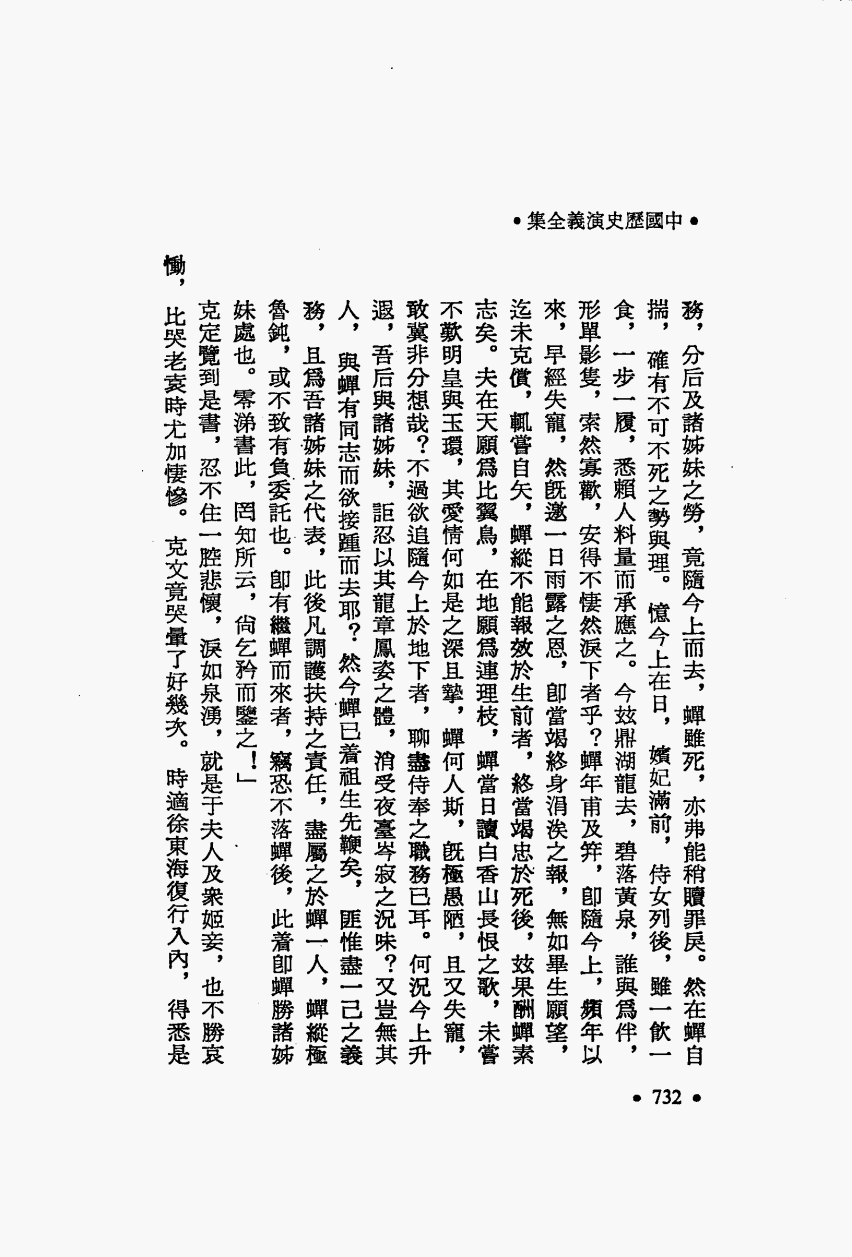 •中國歷史演義全集•
務，分后及諸姊妹之勞，竟隨今上而去，蟬雖死，亦弗能稍贖罪戾。然在蟬自
揣，確有不可不死之勢與理。憶今上在日，嬪妃滿前，侍女列後，雖一飲一
食，一步一履，悉賴人料量而承應之。今玆鼎湖龍去，碧落黃泉，誰與爲伴，
形單影隻，索然寡歡，安得不悽然淚下者乎？蟬年甫及笄，卽隨今上，頻年以
來，早經失寵，然旣邀一日雨露之恩，卽當竭終身涓涘之報，無如畢生願望，
迄未克償，輒嘗自矢，蟬縱不能報效於生前者，終當竭忠於死後，玆果酬蟬素
志矣。夫在天願爲比翼鳥，在地願爲連理枝，蟬當日讀白香山長恨之歌，未嘗
不歎明皇與玉環，其愛情何如是之深且摯，蟬何人斯，旣極愚陋，且又失寵，
敢冀非分想哉？不過欲追隨今上於地下者，聊盡侍奉之職務已耳。何況今上升
遐，吾后與諸姊妹，詎忍以其龍章鳳姿之體，消受夜臺岑寂之況味？又豈無其
人，與蟬有同志而欲接踵而去耶？然今蟬已着祖生先鞭矣，匪惟盡一己之義
務，且爲吾諸姊妹之代表，此後凡調護扶持之責任，盡屬之於蟬一人，蟬縱極
魯鈍，或不致有負委託也。卽有繼蟬而來者，竊恐不落蟬後，此着卽蟬勝諸姊
妹處也。零涕書此，罔知所云，尙乞矜而鑒之！」
克定覽到是書，忍不住一腔悲懷，淚如泉湧，就是于夫人及衆姬妾，也不勝哀
慟，比哭老袁時尤加悽慘。克文竟哭暈了好幾次。時適徐東海復行入內，得悉是
•732•